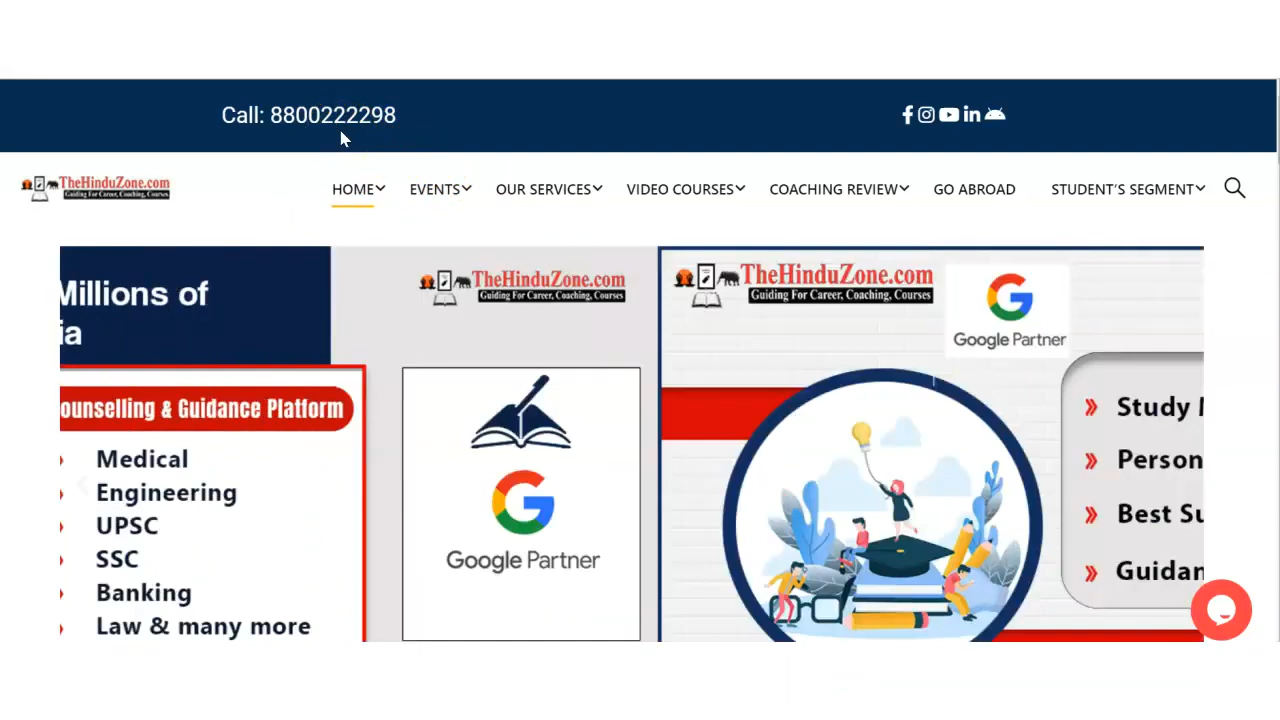 Call: 8800222298
TheHinduZone.com
Guiding For Career, Coaching, Courses
HOME EVENTS OUR SERVICES VIDEO COURSES COACHING REVIEW GO ABROAD STUDENT'S SEGMENT
Millions of
ia
ounselling & Guidance Platform
Medical
Engineering
UPSC
SSC
Banking
Law & many more
TheHinduZone.com
Guiding For Career, Coaching, Courses
Google Partner
TheHinduZone.com
Guiding For Career, Coaching, Courses
Google Partner
Study
Person
Best Su
Guidan